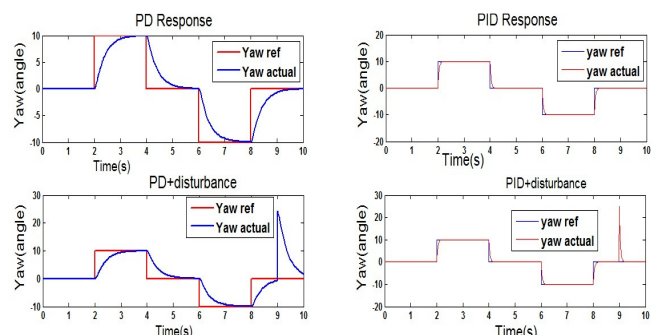 PD Response
Yaw(angle)
10
5
0
-5
-10
Yaw ref
Yaw actual
0 1 2 3 4 5 6 7 8 9 10
Time(s)
PID Response
Yaw(angle)
20
10
0
-10
-20
yaw ref
yaw actual
0 1 2 3 4 5 6 7 8 9 10
Time(s)
PD+disturbance
Yaw(angle)
30
20
10
0
-10
Yaw ref
Yaw actual
0 1 2 3 4 5 6 7 8 9 10
Time(s)
PID+disturbance
Yaw(angle)
30
20
10
0
-10
-20
yaw ref
yaw actual
0 1 2 3 4 5 6 7 8 9 10
Time(s)